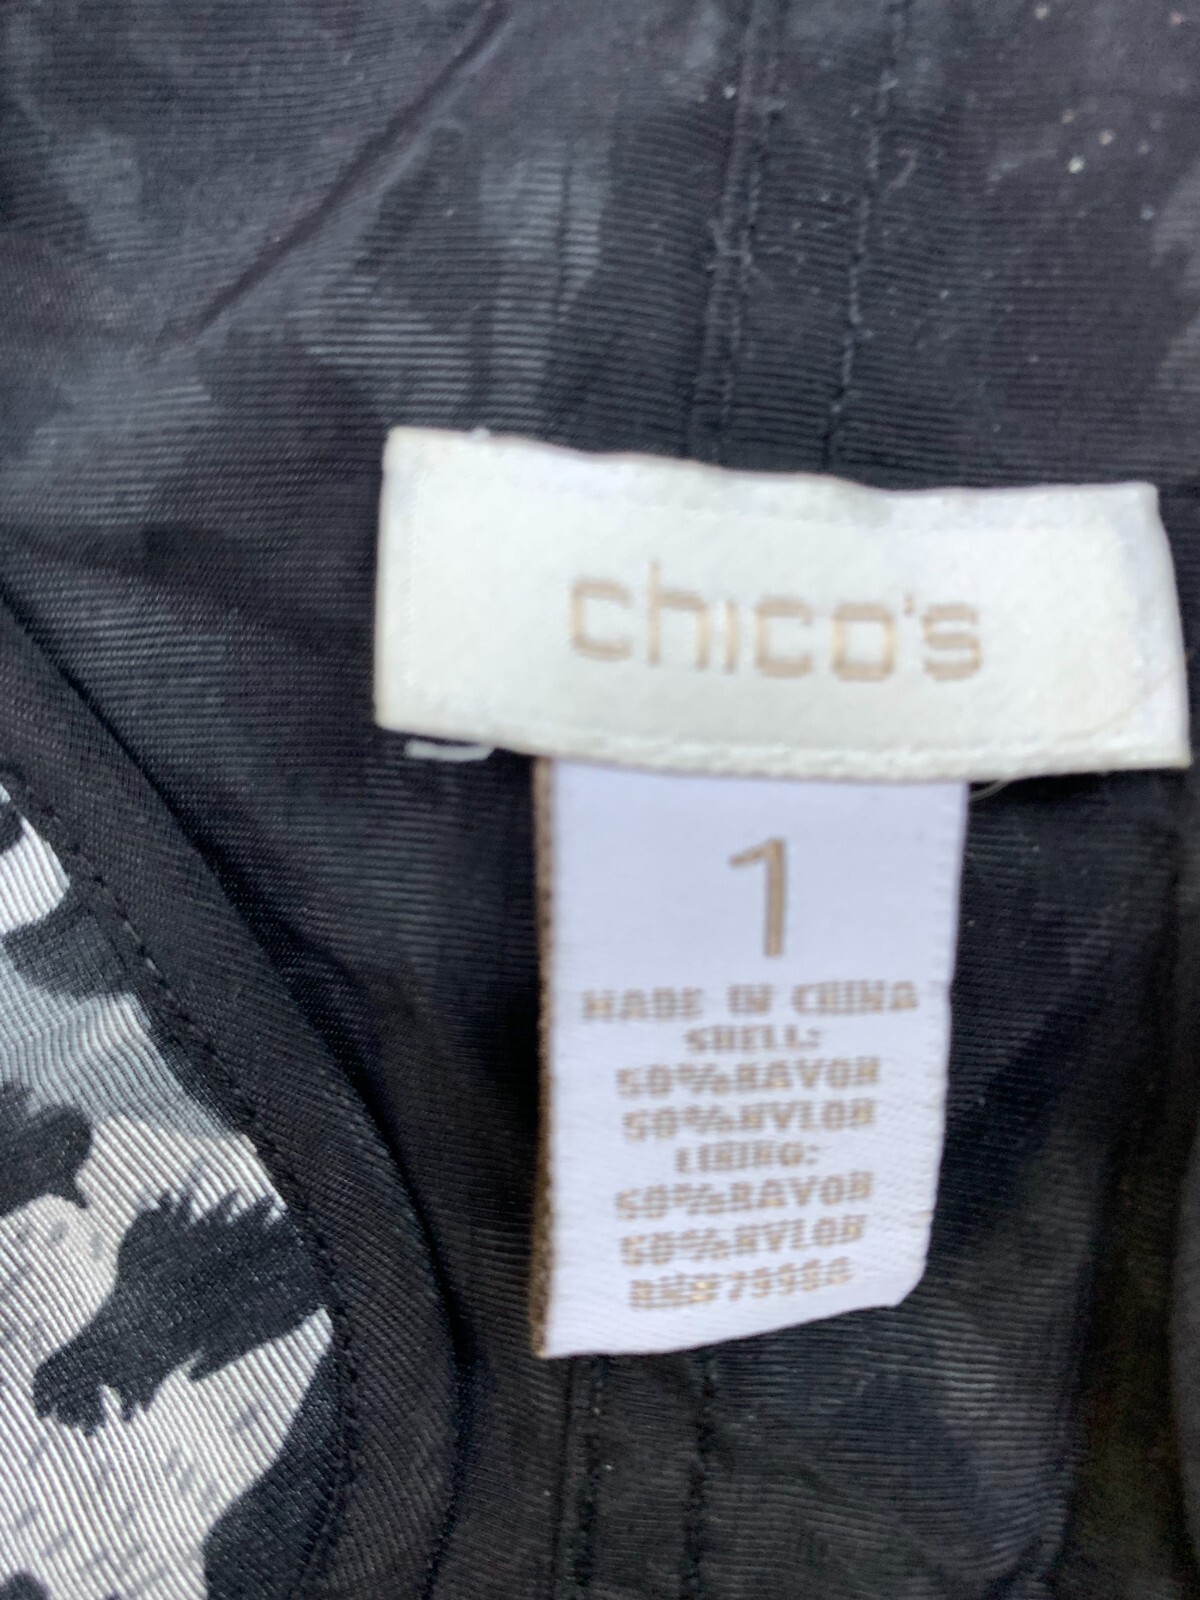 chico's
1
MADE IN CHINA
SHELL:
50%RAYON
50%NYLON
LINING:
50%RAYON
50%NYLON